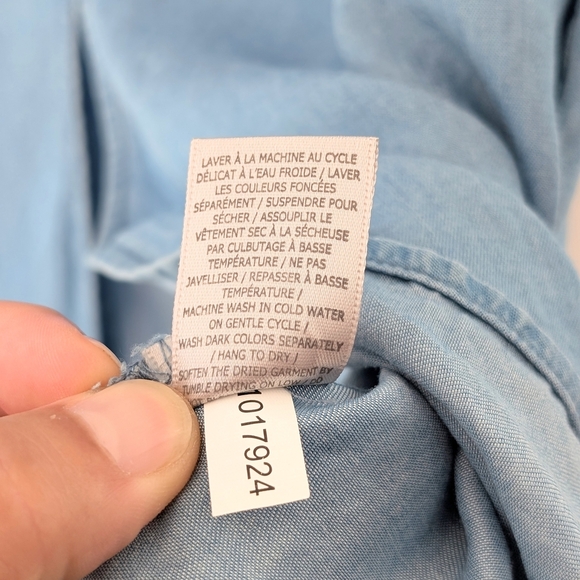 LAVER À LA MACHINE AU CYCLE
DÉLICAT À L'EAU FROIDE / LAVER
LES COULEURS FONCÉES
SÉPARÉMENT / SUSPENDRE POUR
SÉCHER / ASSOUPLIR LE
VÊTEMENT SEC À LA SÉCHEUSE
PAR CULBUTAGE À BASSE
TEMPÉRATURE / NE PAS
JAVELLISER / REPASSER À BASSE
TEMPÉRATURE /
MACHINE WASH IN COLD WATER
ON GENTLE CYCLE /
WASH DARK COLORS SEPARATELY
/ HANG TO DRY /
SOFTEN THE DRIED GARMENT BY
TUMBLE DRYING ON LOW
1017924